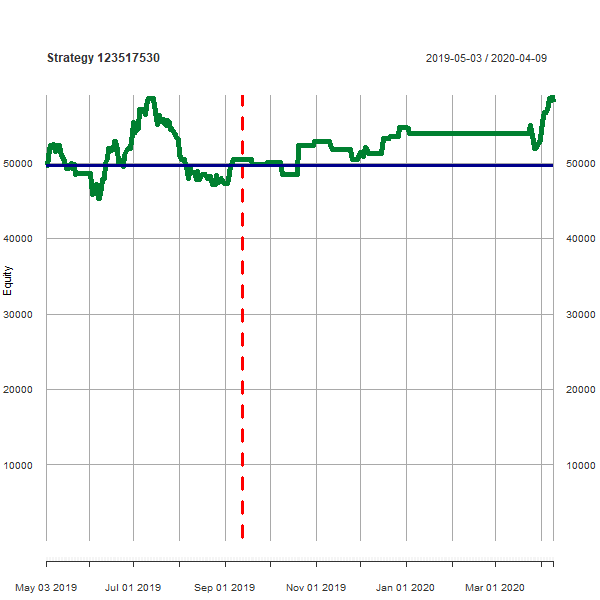 Strategy 123517530
2019-05-03 / 2020-04-09
50000
50000
40000
40000
Equity
30000
30000
20000
20000
10000
10000
May 03 2019
Jul 01 2019
Sep 01 2019
Nov 01 2019
Jan 01 2020
Mar 01 2020